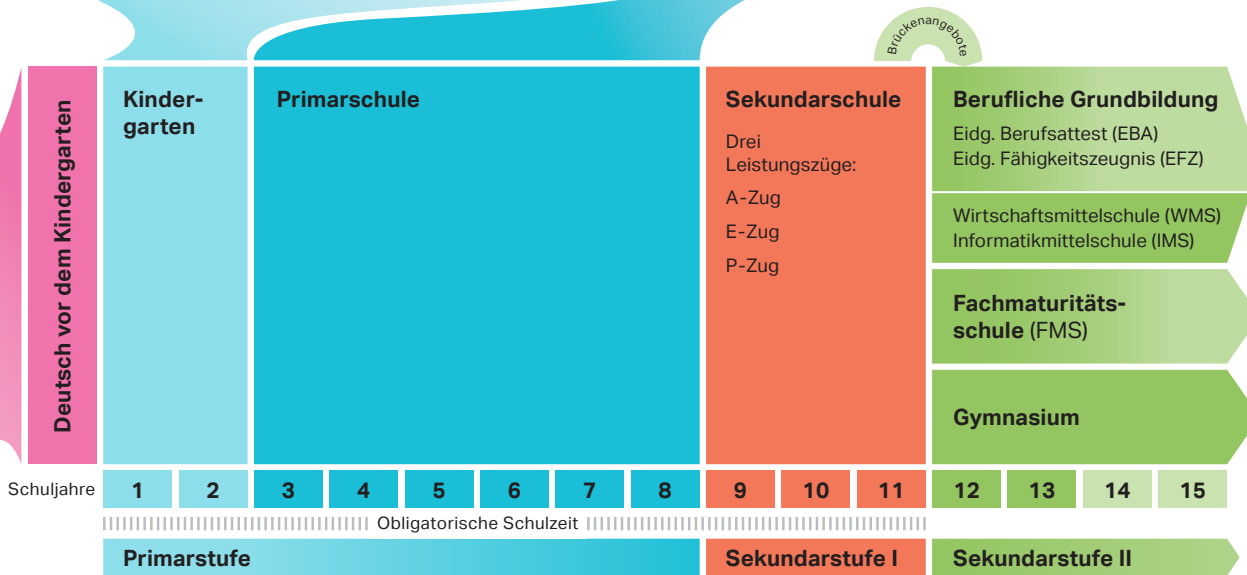 Brückenangebote
Deutsch vor dem Kindergarten
Kinder-
garten
Primarschule
Sekundarschule
Drei
Leistungszüge:
A-Zug
E-Zug
P-Zug
Berufliche Grundbildung
Eidg. Berufsattest (EBA)
Eidg. Fähigkeitszeugnis (EFZ)
Wirtschaftsmittelschule (WMS)
Informatikmittelschule (IMS)
Fachmaturitäts-
schule (FMS)
Gymnasium
Schuljahre 1 2 3 4 5 6 7 8 9 10 11 12 13 14 15
Obligatorische Schulzeit
Primarstufe Sekundarstufe I Sekundarstufe II